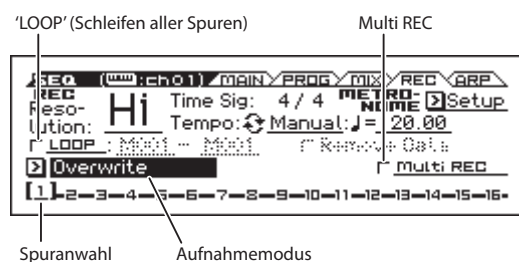 ‘LOOP’ (Schleifen aller Spuren) Multi REC
SEQ (:ch01) MAIN PROG MIX REC ARP
REC Reso-lution: Hi Time Sig: 4 / 4 METRO-NOME Setup
Tempo: Manual: ♩= 20.00
LOOP : M001 - M001 Remove Data
Overwrite Multi REC
[1]-2-3-4-5-6-7-8-9-10-11-12-13-14-15-16-
Spuranwahl Aufnahmemodus